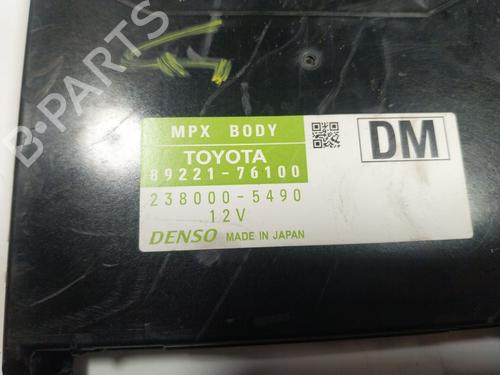 MPX BODY
TOYOTA
89221-76100
238000-5490
12V
DENSO MADE IN JAPAN
DM
B-PARTS